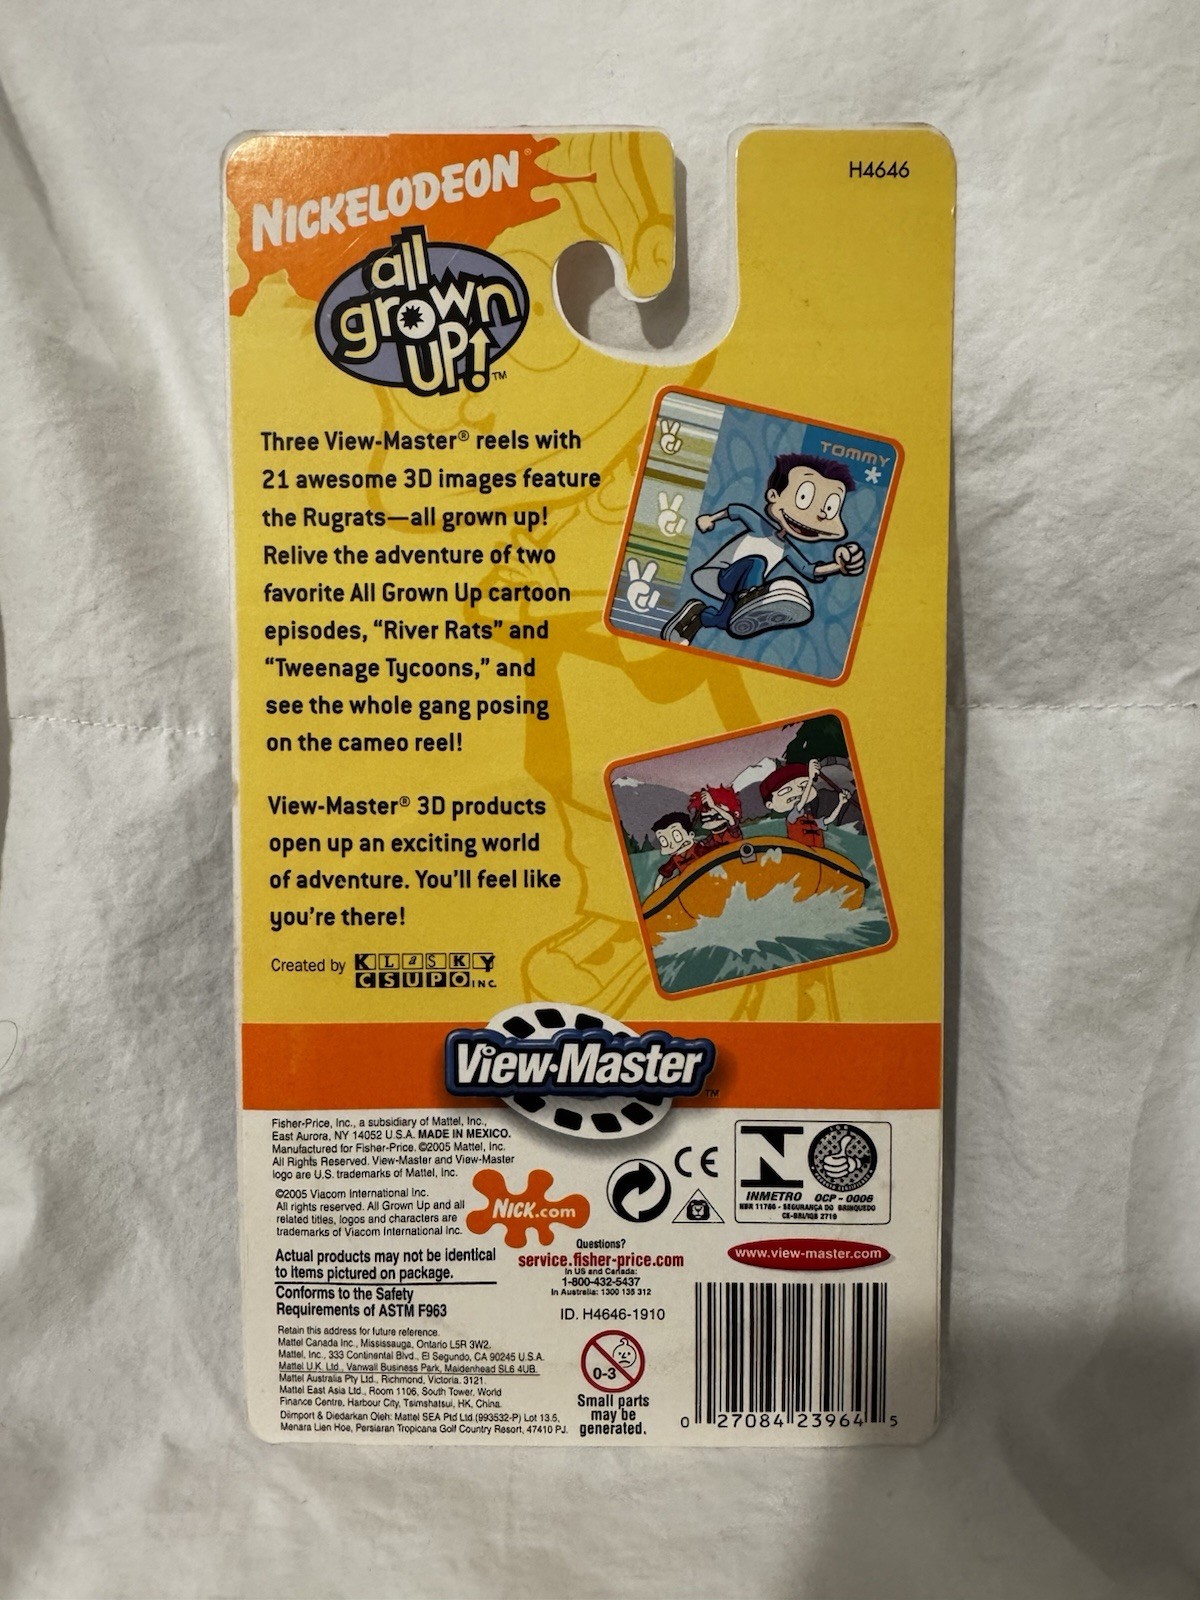 NICKELODEON®
H4646
all
grown
UP!™
Three View-Master® reels with
21 awesome 3D images feature
the Rugrats—all grown up!
Relive the adventure of two
favorite All Grown Up cartoon
episodes, “River Rats” and
“Tweenage Tycoons,” and
see the whole gang posing
on the cameo reel!
TOMMY
*
View-Master® 3D products
open up an exciting world
of adventure. You’ll feel like
you’re there!
Created by KLaSKY
CSUPO INC.
View-Master™
Fisher-Price, Inc., a subsidiary of Mattel, Inc.,
East Aurora, NY 14052 U.S.A. MADE IN MEXICO.
Manufactured for Fisher-Price. ©2005 Mattel, Inc.
All Rights Reserved. View-Master and View-Master
logo are U.S. trademarks of Mattel, Inc.
©2005 Viacom International Inc.
All rights reserved. All Grown Up and all
related titles, logos and characters are
trademarks of Viacom International Inc.
NICK.com
CE
N
INMETRO OCP - 0006
NBR 11786 - SEGURANÇA DO BRINQUEDO
Actual products may not be identical
to items pictured on package.
Conforms to the Safety
Requirements of ASTM F963
Questions?
service.fisher-price.com
In US and Canada:
1-800-432-5437
In Australia: 1300 135 312
www.view-master.com
ID. H4646-1910
Retain this address for future reference.
Mattel Canada Inc., Mississauga, Ontario L5R 3W2.
Mattel, Inc., 333 Continental Blvd., El Segundo, CA 90245 U.S.A.
Mattel U.K. Ltd., Vanwall Business Park, Maidenhead SL6 4UB.
Mattel Australia Pty Ltd., Richmond, Victoria. 3121.
Mattel East Asia Ltd., Room 1106, South Tower, World
Finance Centre, Harbour City, Tsimshatsui, HK, China.
Diimport & Diedarkan Oleh: Mattel SEA Ptd Ltd.(993532-P) Lot 13.5,
Menara Lien Hoe, Persiaran Tropicana Golf Country Resort, 47410 PJ.
0-3
Small parts
may be
generated.
0 27084 23964 5